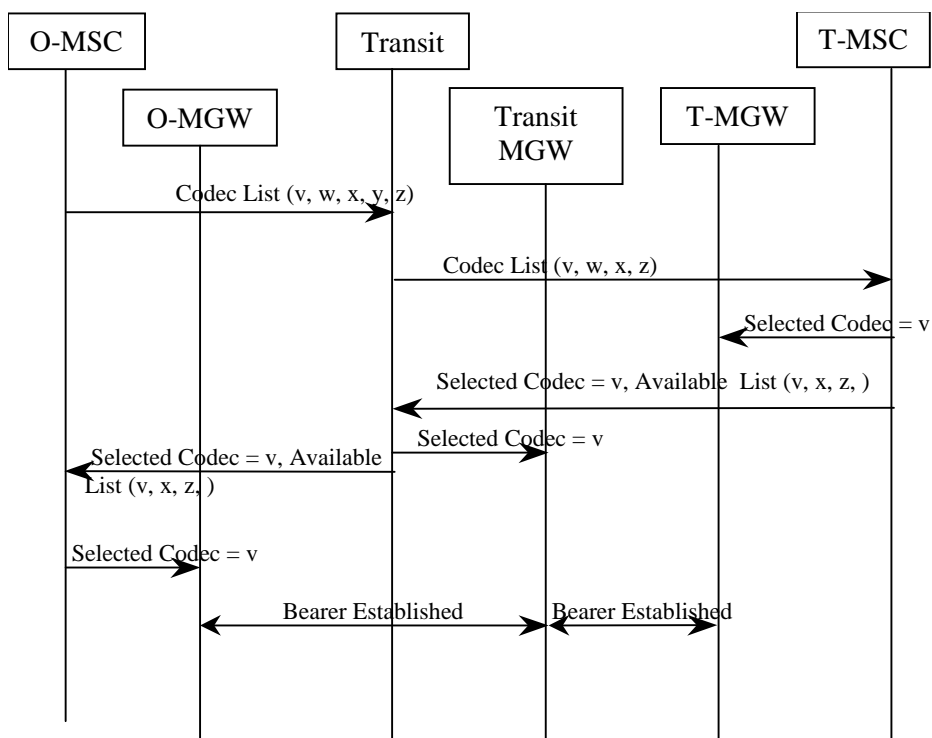 O-MSC
Transit
T-MSC
O-MGW
Transit
MGW
T-MGW
Codec List (v, w, x, y, z)
Codec List (v, w, x, z)
Selected Codec = v
Selected Codec = v, Available List (v, x, z, )
Selected Codec = v
Selected Codec = v, Available
List (v, x, z, )
Selected Codec = v
Bearer Established
Bearer Established